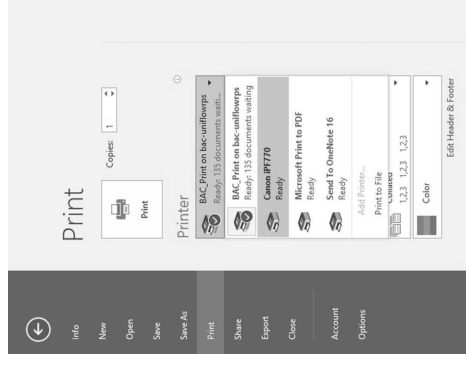 Info
New
Open
Save
Save As
Print
Share
Export
Close
Account
Options
Print
Print
Copies: 1
Printer
BAC_Print on bac-uniflowrps
Ready: 135 documents waiti...
BAC_Print on bac-uniflowrps
Ready: 135 documents waiting
Canon iPF770
Ready
Microsoft Print to PDF
Ready
Send To OneNote 16
Ready
Add Printer...
Print to File
Collated
1,2,3 1,2,3 1,2,3
Color
Edit Header & Footer